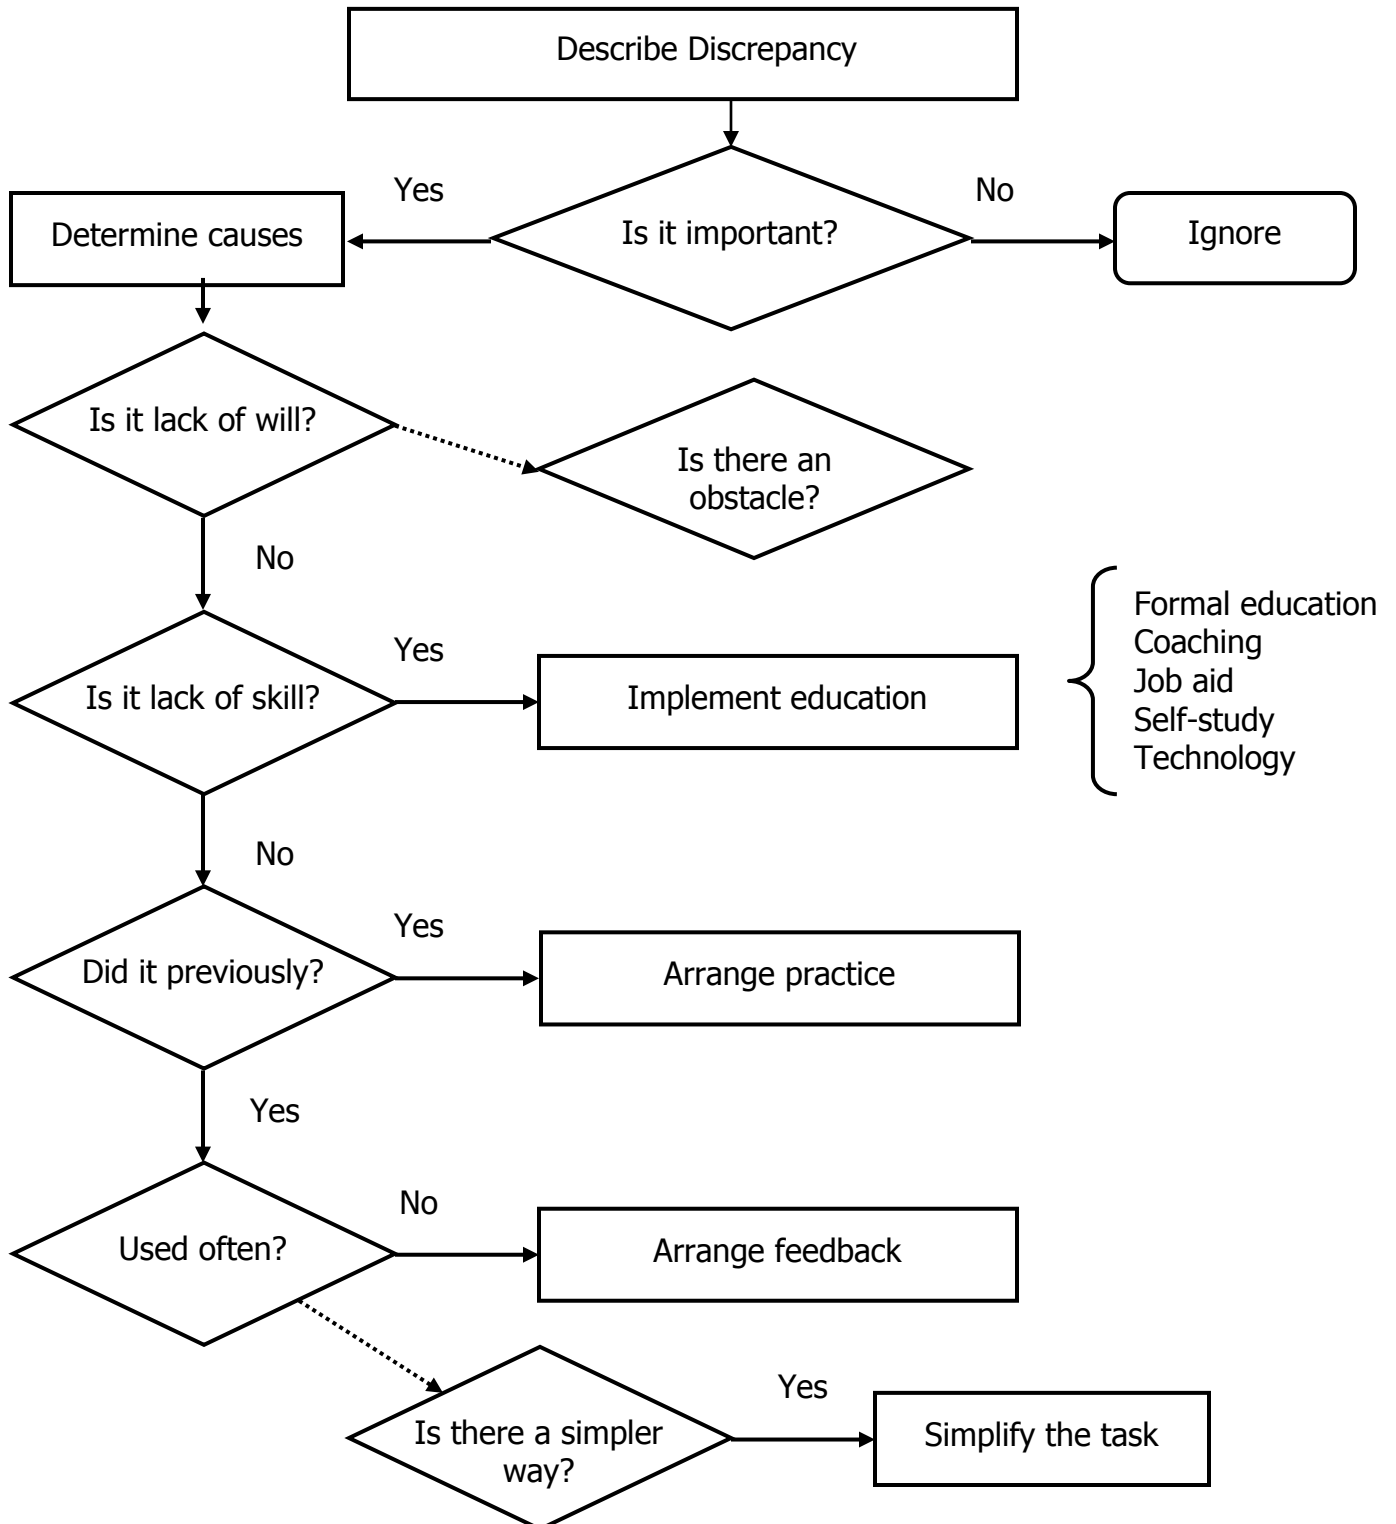 Describe Discrepancy
Yes
No
Determine causes
Is it important?
Ignore
Is it lack of will?
Is there an
obstacle?
No
Formal education
Coaching
Job aid
Self-study
Technology
Yes
Is it lack of skill?
Implement education
No
Yes
Did it previously?
Arrange practice
Yes
No
Used often?
Arrange feedback
Yes
Is there a simpler
way?
Simplify the task